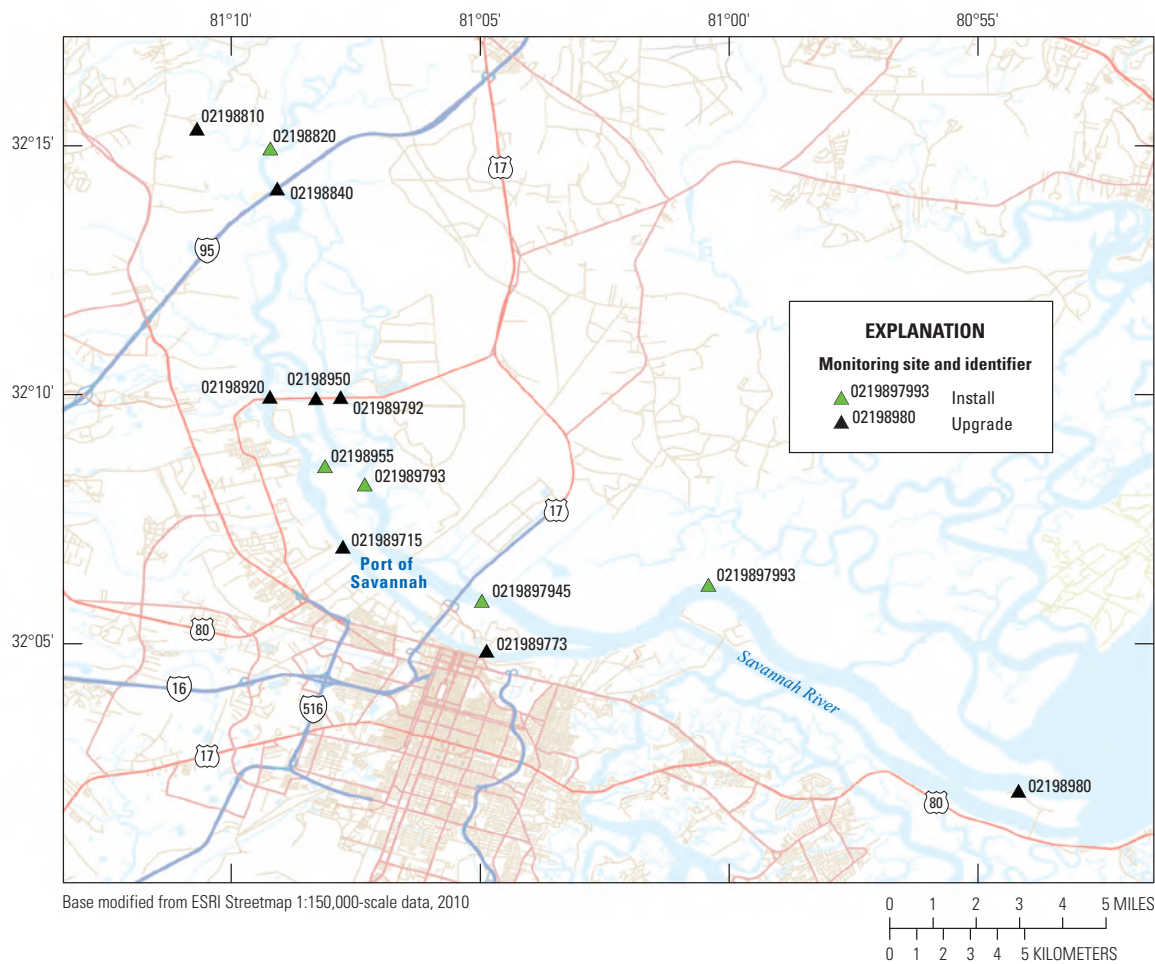 81°10'
81°05'
81°00'
80°55'
02198810
02198820
32°15'
17
02198840
95
EXPLANATION
Monitoring site and identifier
0219897993 Install
02198980 Upgrade
32°10'
02198920
02198950
021989792
02198955
021989793
17
021989715
Port of
Savannah
0219897993
0219897945
80
32°05'
021989773
Savannah River
16
516
17
02198980
80
Base modified from ESRI Streetmap 1:150,000-scale data, 2010
0 1 2 3 4 5 MILES
0 1 2 3 4 5 KILOMETERS